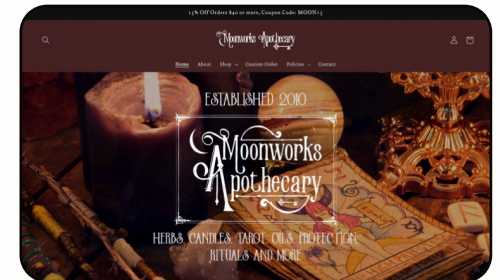 15% Off Orders $40 or more, Coupon Code: MOON15
Moonworks Apothecary
Home About Shop Custom Order Policies Contact
ESTABLISHED 2010
Moonworks
Apothecary
HERBS, CANDLES, TAROT, OILS, PROTECTION,
RITUALS AND MORE